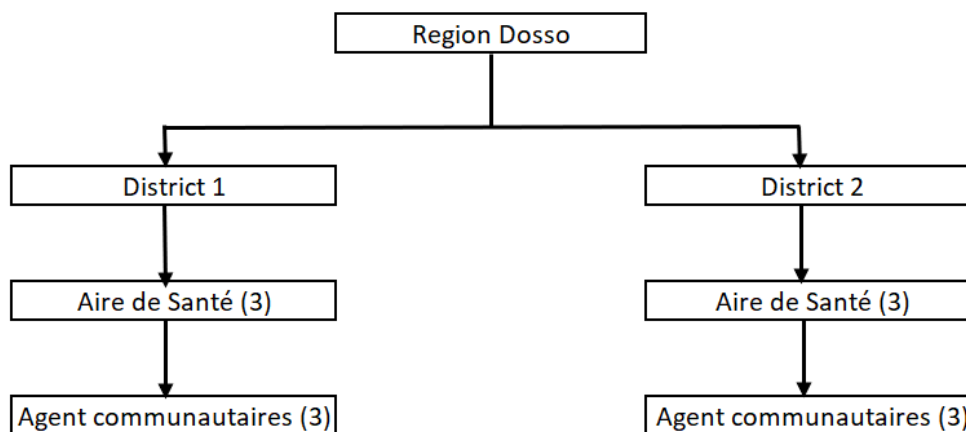 Region Dosso
District 1
District 2
Aire de Santé (3)
Aire de Santé (3)
Agent communautaires (3)
Agent communautaires (3)